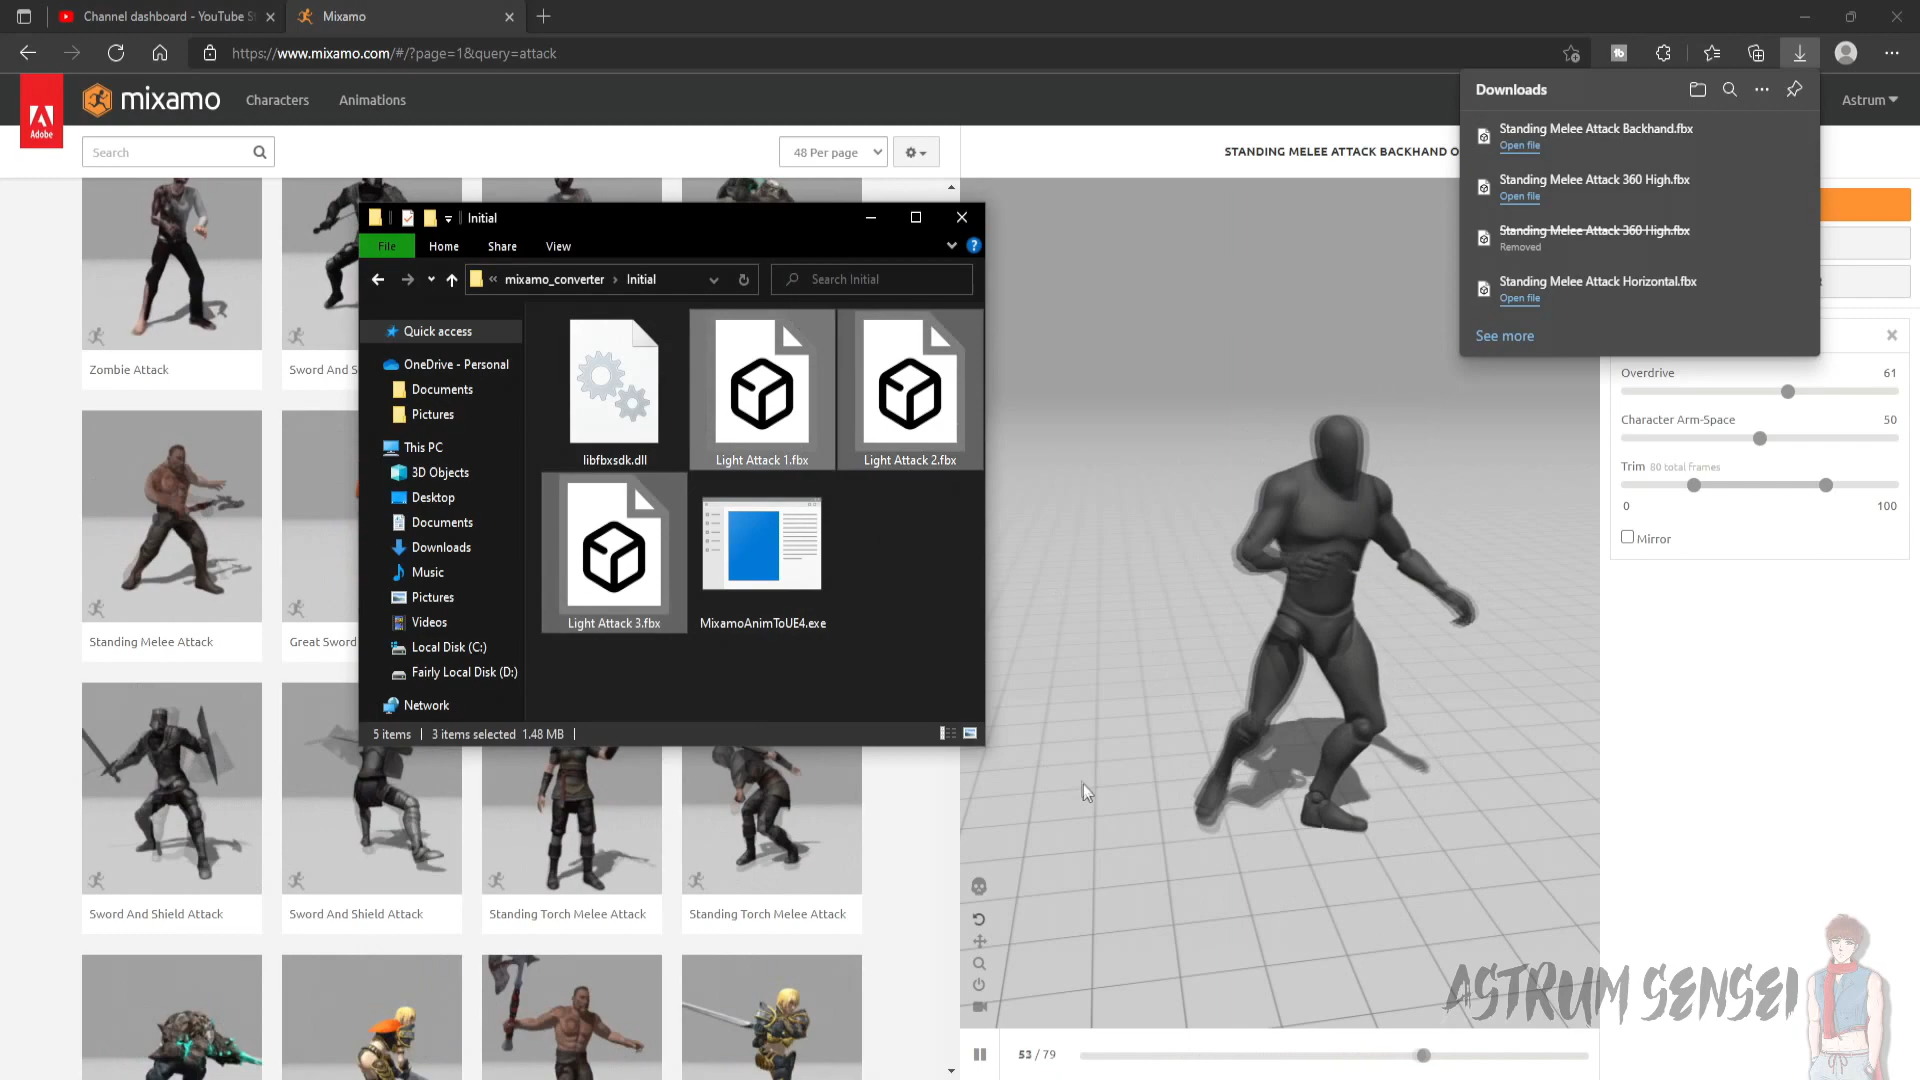 Channel dashboard - YouTube S
Mixamo
https://www.mixamo.com/#/?page=1&query=attack
Adobe
mixamo
Characters
Animations
Astrum
Search
48 Per page
STANDING MELEE ATTACK BACKHAND O
Downloads
Standing Melee Attack Backhand.fbx
Open file
Standing Melee Attack 360 High.fbx
Open file
Standing Melee Attack 360 High.fbx
Removed
Standing Melee Attack Horizontal.fbx
Open file
See more
Initial
File
Home
Share
View
« mixamo_converter › Initial
Search Initial
Quick access
OneDrive - Personal
Documents
Pictures
This PC
3D Objects
Desktop
Documents
Downloads
Music
Pictures
Videos
Local Disk (C:)
Fairly Local Disk (D:)
Network
libfbxsdk.dll
Light Attack 1.fbx
Light Attack 2.fbx
Light Attack 3.fbx
MixamoAnimToUE4.exe
5 items
3 items selected 1.48 MB
Zombie Attack
Sword And S
Standing Melee Attack
Great Sword
Sword And Shield Attack
Sword And Shield Attack
Standing Torch Melee Attack
Standing Torch Melee Attack
Overdrive
61
Character Arm-Space
50
Trim 80 total frames
0
100
Mirror
53 / 79
ASTRUM SENSEI